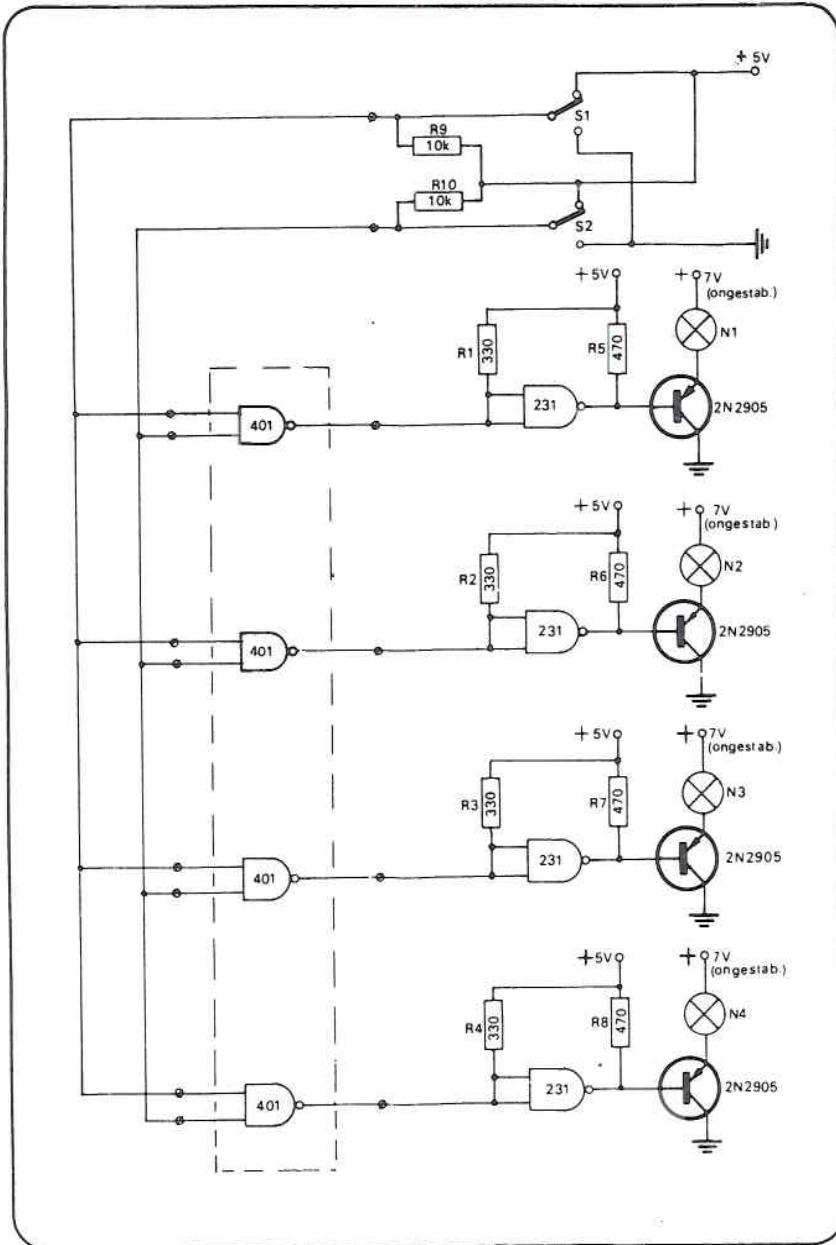 + 5V
S1
R9
10k
R10
10k
S2
+5V
+ 7V
(ongestab.)
R1
330
R5
470
N1
401
231
2N2905
+5V
+ 7V
(ongestab.)
R2
330
R6
470
N2
401
231
2N2905
+5V
+ 7V
(ongestab.)
R3
330
R7
470
N3
401
231
2N2905
+5V
+ 7V
(ongestab.)
R4
330
R8
470
N4
401
231
2N2905